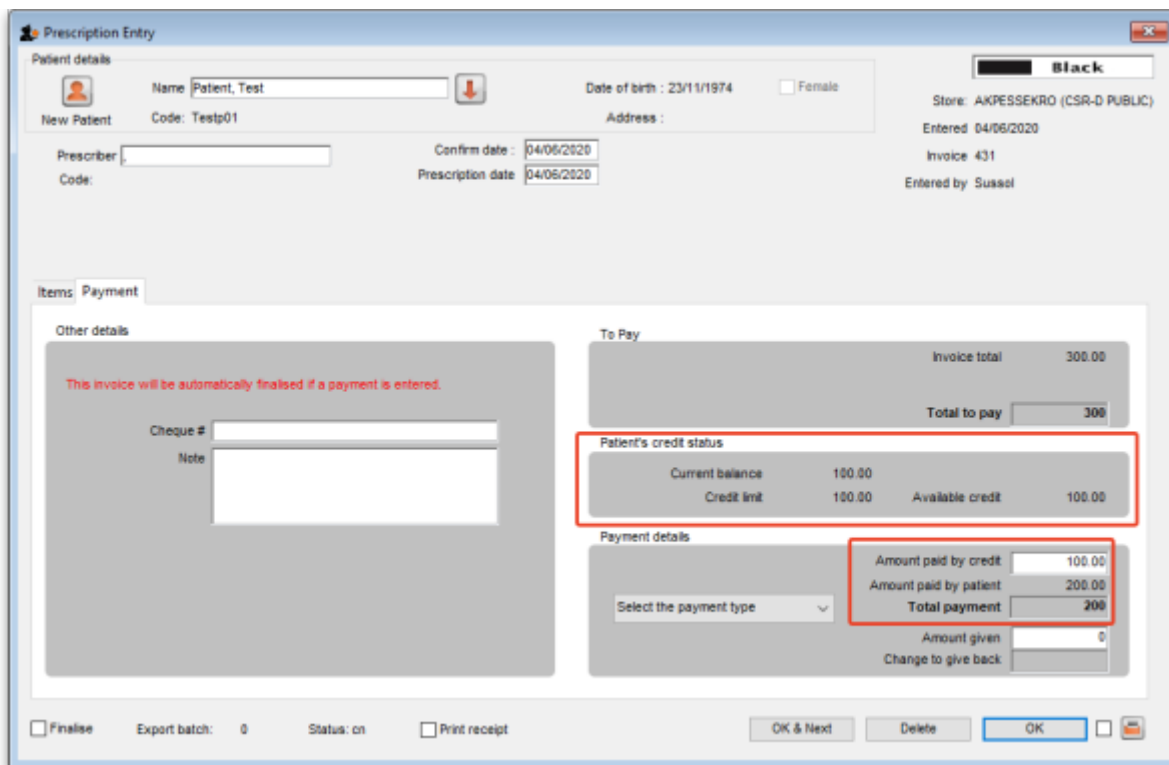 Prescription Entry
Patient details
Black
Name Patient, Test
Date of birth : 23/11/1974
Female
Store: AKPESSEKRO (CSR-D PUBLIC)
New Patient
Code: Testp01
Address :
Entered 04/06/2020
Prescriber ,
Confirm date : 04/06/2020
Invoice 431
Code:
Prescription date 04/06/2020
Entered by Sussol
Items Payment
Other details
This invoice will be automatically finalised if a payment is entered.
Cheque #
Note
To Pay
Invoice total 300.00
Total to pay 300
Patient's credit status
Current balance 100.00
Credit limit 100.00 Available credit 100.00
Payment details
Amount paid by credit 100.00
Amount paid by patient 200.00
Select the payment type
Total payment 200
Amount given 0
Change to give back
Finalise Export batch: 0 Status: cn Print receipt OK & Next Delete OK